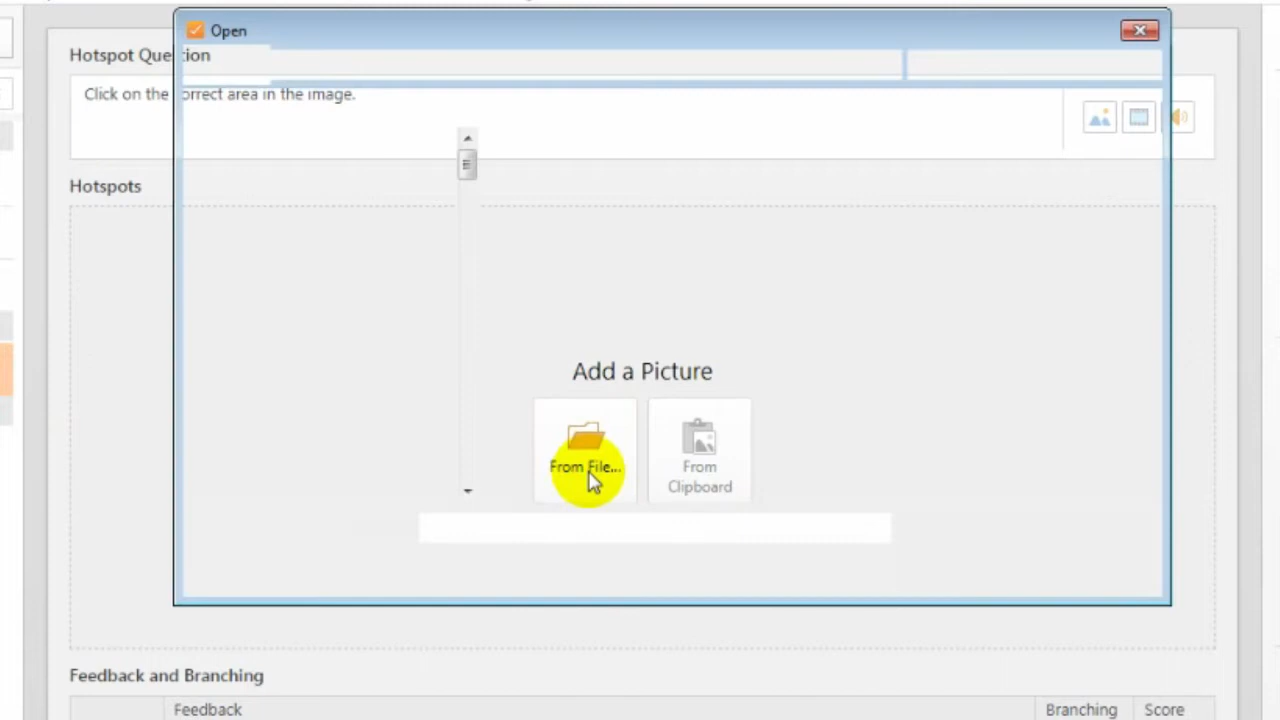 Open
Hotspot Question
Click on the correct area in the image.
Hotspots
Add a Picture
From File...
From
Clipboard
Feedback and Branching
Feedback Branching Score